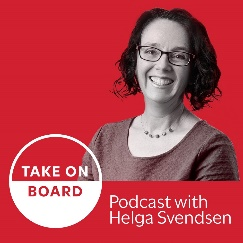 TAKE ON
BOARD
Podcast with
Helga Svendsen